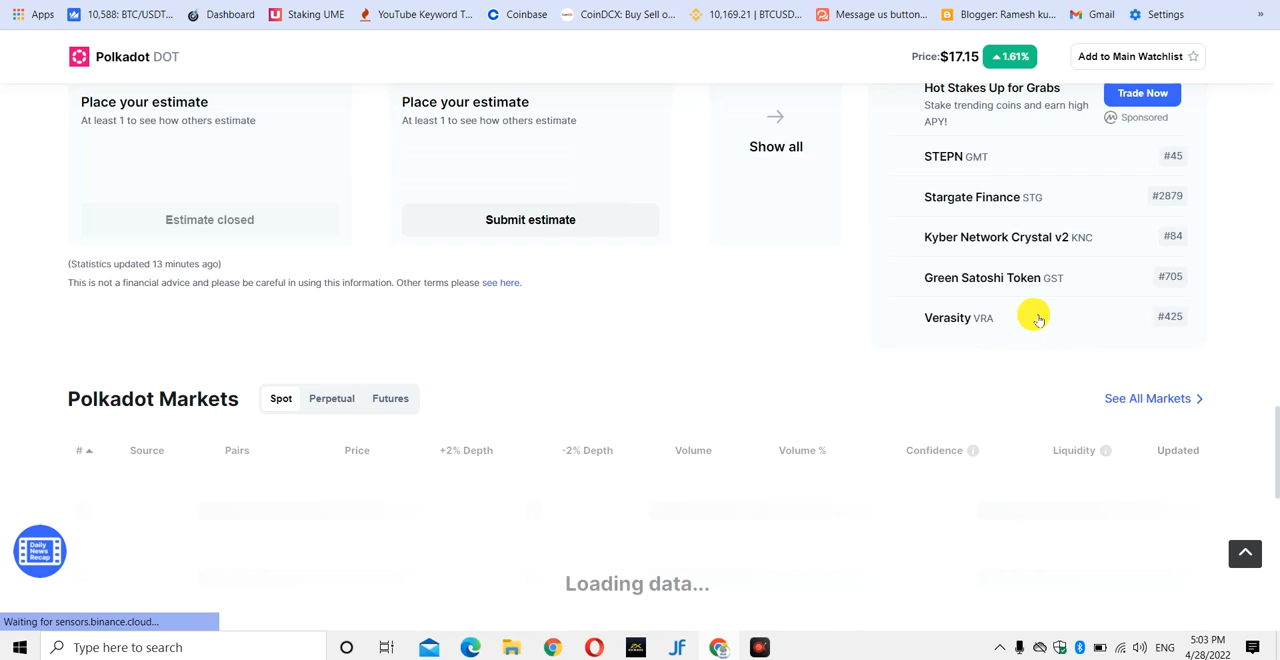 Apps
10,588: BTC/USDT...
Dashboard
Staking UME
YouTube Keyword T...
Coinbase
CoinDCX: Buy Sell o...
10,169.21 | BTCUSD...
Message us button...
Blogger: Ramesh ku...
Gmail
Settings
»
Polkadot DOT
Price:$17.15
1.61%
Add to Main Watchlist
Place your estimate
At least 1 to see how others estimate
Estimate closed
Place your estimate
At least 1 to see how others estimate
Submit estimate
Show all
(Statistics updated 13 minutes ago)
This is not a financial advice and please be careful in using this information. Other terms please see here.
Hot Stakes Up for Grabs
Stake trending coins and earn high
APY!
Trade Now
Sponsored
STEPN GMT #45
Stargate Finance STG #2879
Kyber Network Crystal v2 KNC #84
Green Satoshi Token GST #705
Verasity VRA #425
Polkadot Markets
Spot Perpetual Futures
See All Markets
# Source Pairs Price +2% Depth -2% Depth Volume Volume % Confidence Liquidity Updated
Daily
News
Recap
Loading data...
Waiting for sensors.binance.cloud...
Type here to search
JF
ENG
5:03 PM
4/28/2022